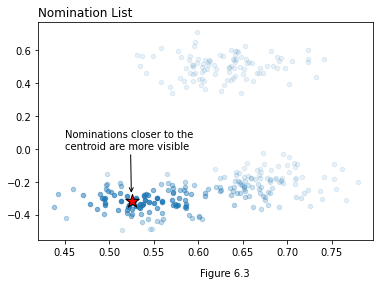 Nomination List
0.6
0.4
0.2
0.0
−0.2
−0.4
Nominations closer to the
centroid are more visible
0.45 0.50 0.55 0.60 0.65 0.70 0.75
Figure 6.3